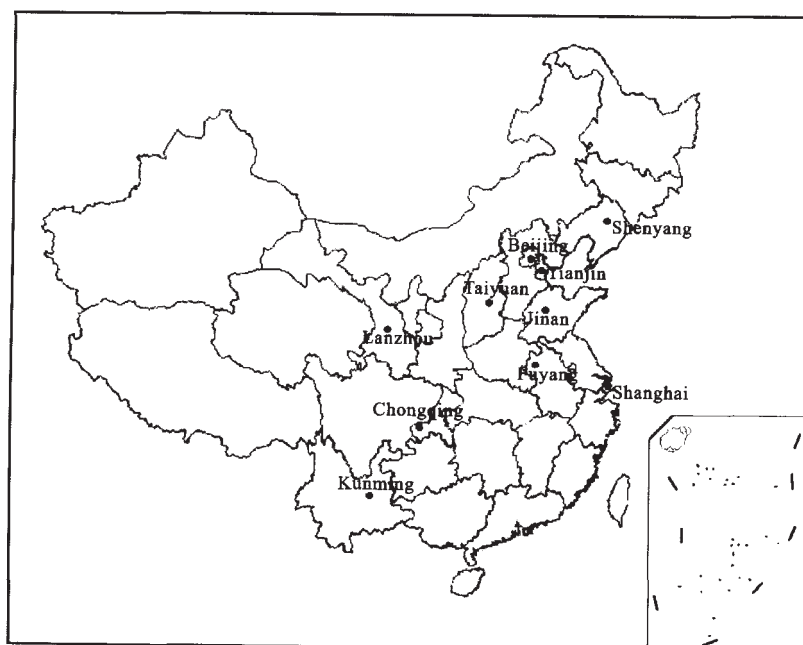 Shenyang
Beijing
Tianjin
Taiyuan
Jinan
Lanzhou
Fuyang
Shanghai
Chongqing
Kunming